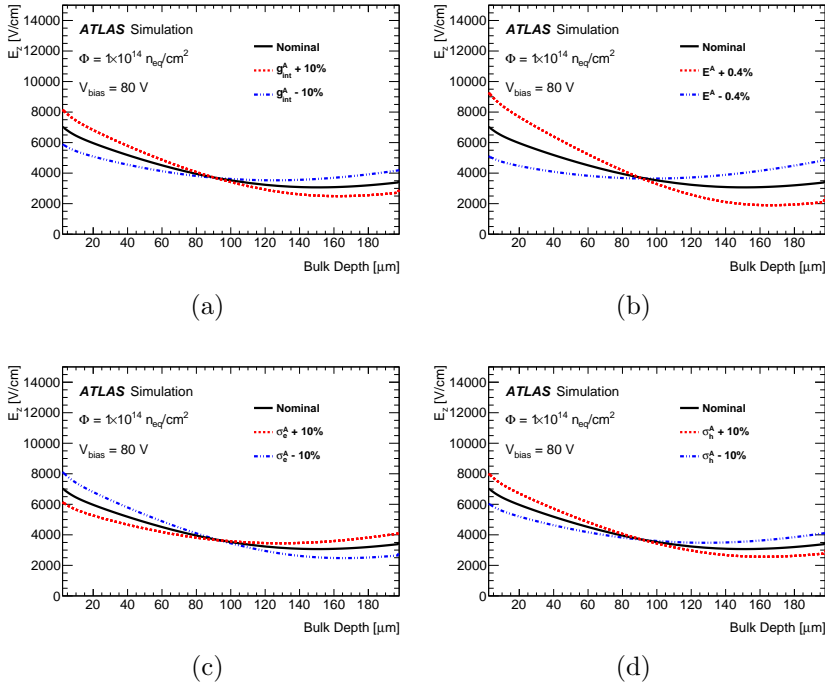 E_z [V/cm]
14000
12000
10000
8000
6000
4000
2000
0
ATLAS Simulation
Φ = 1×10^14 n_eq/cm^2
V_bias = 80 V
Nominal
g_int^A + 10%
g_int^A - 10%
20 40 60 80 100 120 140 160 180
Bulk Depth [μm]
(a)
E_z [V/cm]
14000
12000
10000
8000
6000
4000
2000
0
ATLAS Simulation
Φ = 1×10^14 n_eq/cm^2
V_bias = 80 V
Nominal
E^A + 0.4%
E^A - 0.4%
20 40 60 80 100 120 140 160 180
Bulk Depth [μm]
(b)
E_z [V/cm]
14000
12000
10000
8000
6000
4000
2000
0
ATLAS Simulation
Φ = 1×10^14 n_eq/cm^2
V_bias = 80 V
Nominal
σ_e^A + 10%
σ_e^A - 10%
20 40 60 80 100 120 140 160 180
Bulk Depth [μm]
(c)
E_z [V/cm]
14000
12000
10000
8000
6000
4000
2000
0
ATLAS Simulation
Φ = 1×10^14 n_eq/cm^2
V_bias = 80 V
Nominal
σ_h^A + 10%
σ_h^A - 10%
20 40 60 80 100 120 140 160 180
Bulk Depth [μm]
(d)